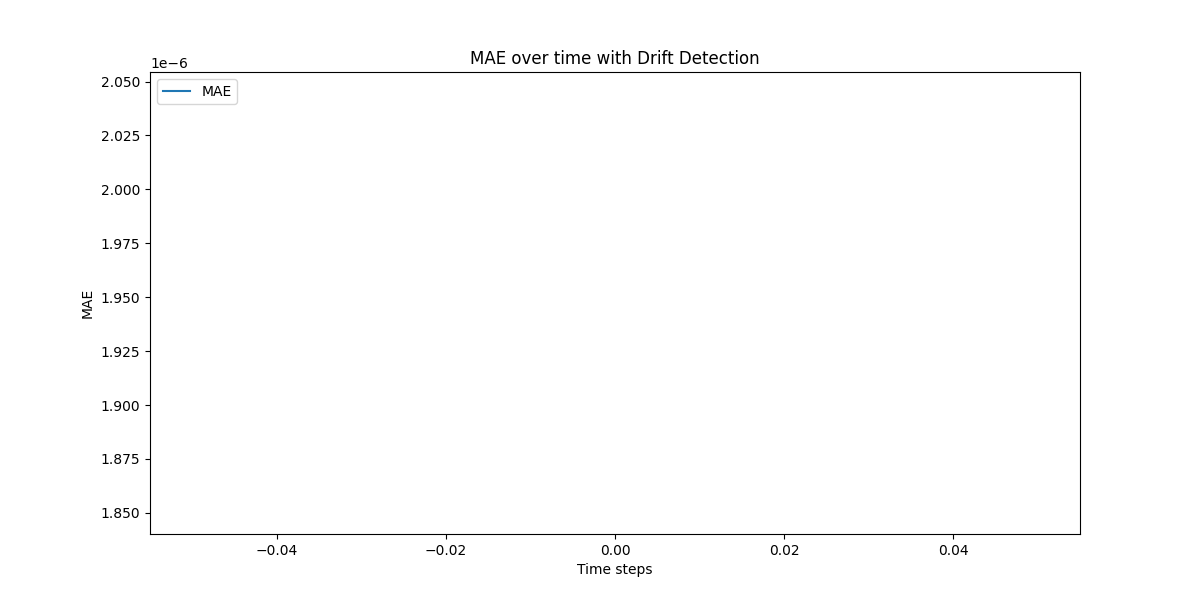 MAE over time with Drift Detection
1e−6
2.050
2.025
2.000
1.975
1.950
1.925
1.900
1.875
1.850
MAE
MAE
−0.04
−0.02
0.00
0.02
0.04
Time steps